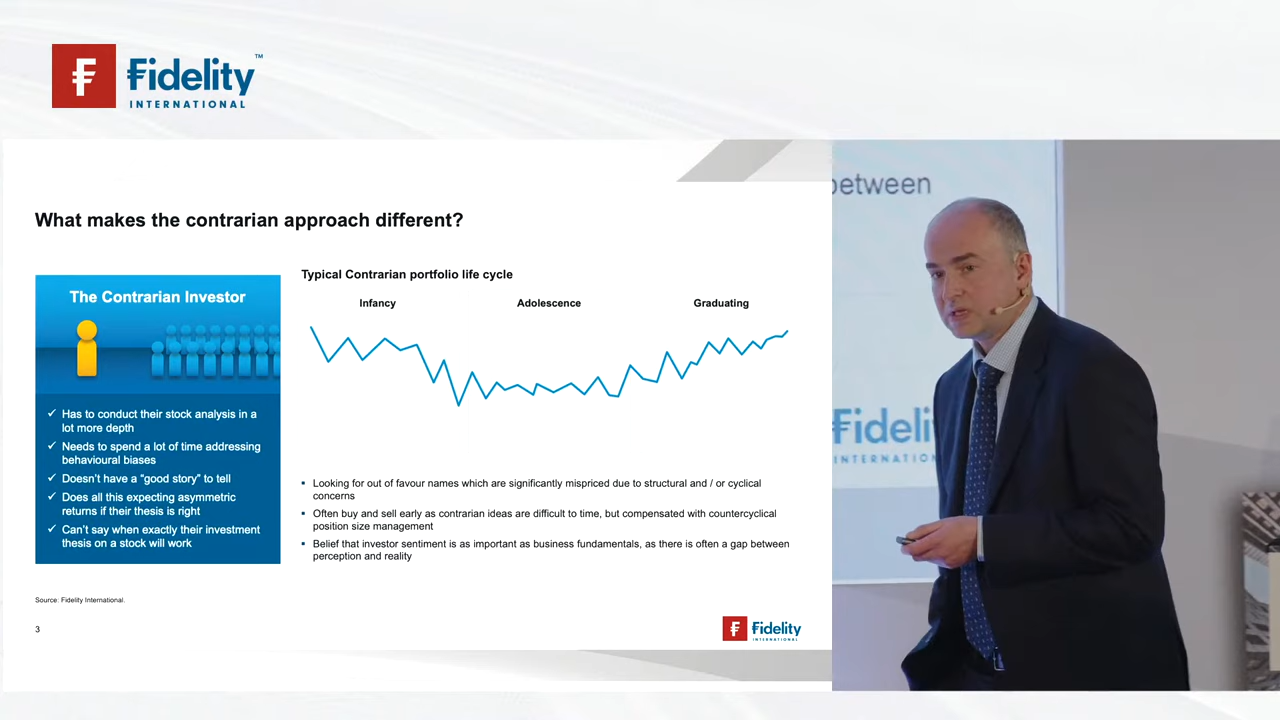 Fidelity™
INTERNATIONAL
What makes the contrarian approach different?
The Contrarian Investor
✓ Has to conduct their stock analysis in a
lot more depth
✓ Needs to spend a lot of time addressing
behavioural biases
✓ Doesn't have a "good story" to tell
✓ Does all this expecting asymmetric
returns if their thesis is right
✓ Can't say when exactly their investment
thesis on a stock will work
Typical Contrarian portfolio life cycle
Infancy Adolescence Graduating
▪ Looking for out of favour names which are significantly mispriced due to structural and / or cyclical
concerns
▪ Often buy and sell early as contrarian ideas are difficult to time, but compensated with countercyclical
position size management
▪ Belief that investor sentiment is as important as business fundamentals, as there is often a gap between
perception and reality
Source: Fidelity International.
3
Fidelity
INTERNATIONAL
between
Fideli
INTERNATION